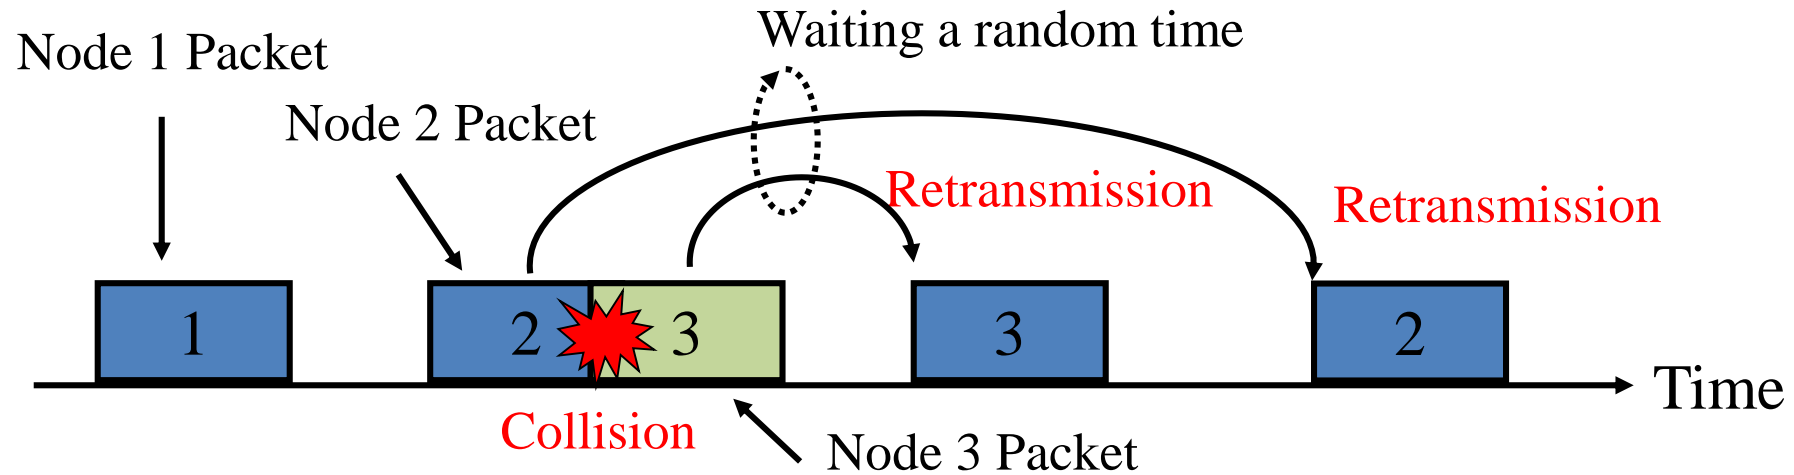 Waiting a random time
Node 1 Packet
Node 2 Packet
Retransmission
Retransmission
1
2
3
3
2
Time
Collision
Node 3 Packet